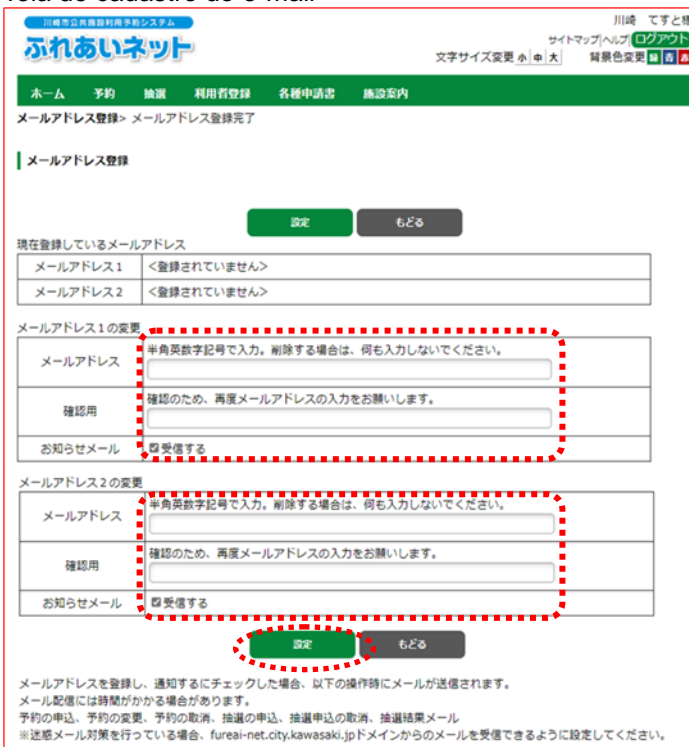 川崎市公共施設利用予約システム
ふれあいネット
川崎 てすと様
サイトマップ|ヘルプ|ログアウト
文字サイズ変更 小 中 大 背景色変更 緑 青 赤
ホーム 予約 抽選 利用者登録 各種申請書 施設案内
メールアドレス登録> メールアドレス登録完了
メールアドレス登録
設定 もどる
現在登録しているメールアドレス
メールアドレス1 <登録されていません>
メールアドレス2 <登録されていません>
メールアドレス1の変更
メールアドレス 半角英数字記号で入力。削除する場合は、何も入力しないでください。
確認用 確認のため、再度メールアドレスの入力をお願いします。
お知らせメール 受信する
メールアドレス2の変更
メールアドレス 半角英数字記号で入力。削除する場合は、何も入力しないでください。
確認用 確認のため、再度メールアドレスの入力をお願いします。
お知らせメール 受信する
設定 もどる
メールアドレスを登録し、通知するにチェックした場合、以下の操作時にメールが送信されます。
メール配信には時間がかかる場合があります。
予約の申込、予約の変更、予約の取消、抽選の申込、抽選申込の取消、抽選結果メール
※迷惑メール対策を行っている場合、fureai-net.city.kawasaki.jpドメインからのメールを受信できるように設定してください。